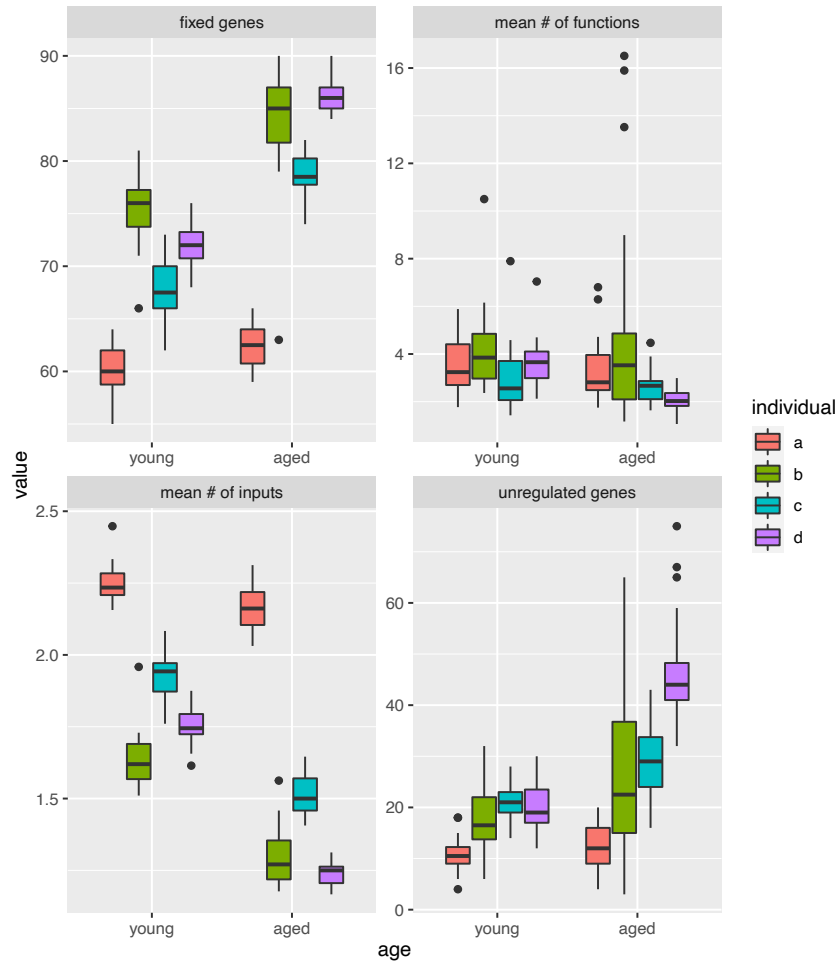 fixed genes
mean # of functions
90
80
70
60
16
12
8
4
young
aged
young
aged
value
mean # of inputs
unregulated genes
2.5
2.0
1.5
60
40
20
0
young
aged
young
aged
age
individual
a
b
c
d